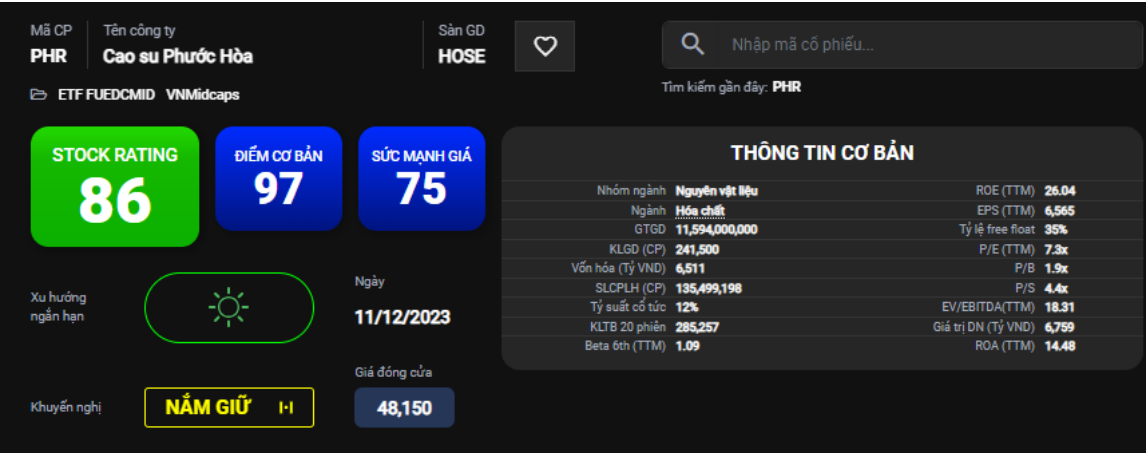 Mã CP Tên công ty Sàn GD
PHR Cao su Phước Hòa HOSE
Nhập mã cổ phiếu...
Tìm kiếm gần đây: PHR
ETF FUEDCMID VNMidcaps
STOCK RATING
86
ĐIỂM CƠ BẢN
97
SỨC MẠNH GIÁ
75
Xu hướng
ngắn hạn
Ngày
11/12/2023
Khuyến nghị
NẮM GIỮ
Giá đóng cửa
48,150
THÔNG TIN CƠ BẢN
Nhóm ngành Nguyên vật liệu ROE (TTM) 26.04
Ngành Hóa chất EPS (TTM) 6,565
GTGD 11,594,000,000 Tỷ lệ free float 35%
KLGD (CP) 241,500 P/E (TTM) 7.3x
Vốn hóa (Tỷ VND) 6,511 P/B 1.9x
SLCPLH (CP) 135,499,198 P/S 4.4x
Tỷ suất cổ tức 12% EV/EBITDA(TTM) 18.31
KLTB 20 phiên 285,257 Giá trị DN (Tỷ VND) 6,759
Beta 6th (TTM) 1.09 ROA (TTM) 14.48